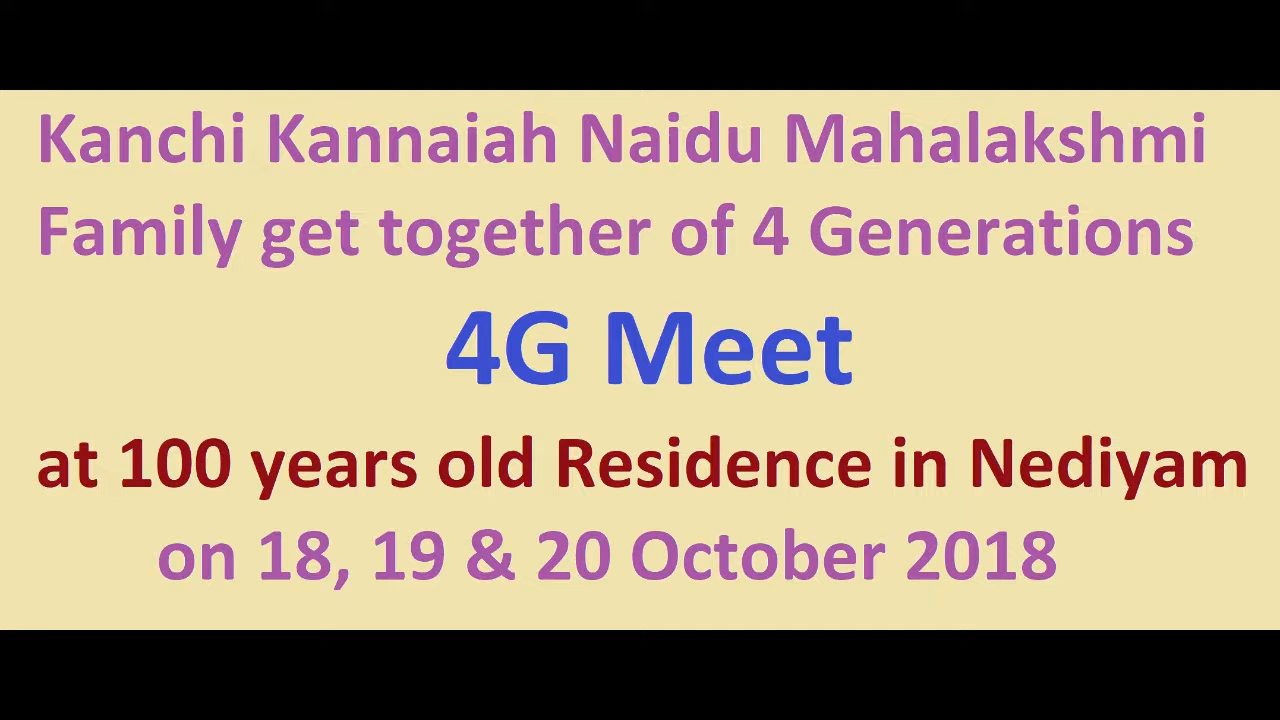 Kanchi Kannaiah Naidu Mahalakshmi
Family get together of 4 Generations
4G Meet
at 100 years old Residence in Nediyam
on 18, 19 & 20 October 2018